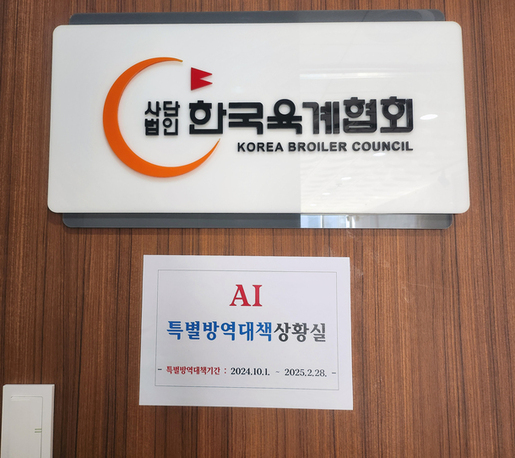 사단
법인 한국육계협회
KOREA BROILER COUNCIL
AI
특별방역대책상황실
- 특별방역대책기간 : 2024.10.1. - 2025.2.28. -